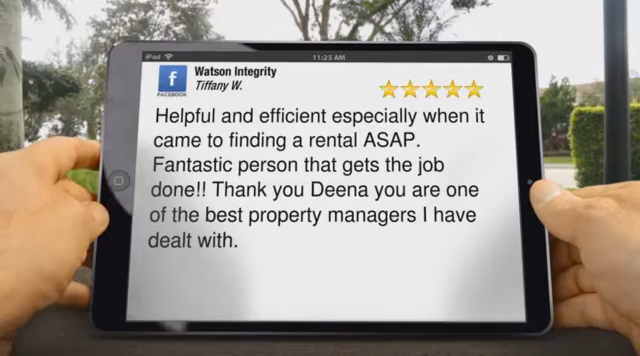 iPod
11:23 AM
Watson Integrity
Tiffany W.
FACEBOOK
Helpful and efficient especially when it
came to finding a rental ASAP.
Fantastic person that gets the job
done!! Thank you Deena you are one
of the best property managers I have
dealt with.